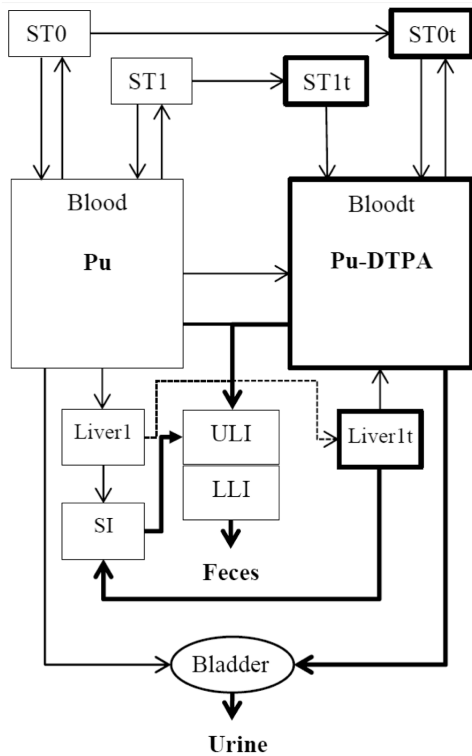 ST0
ST0t
ST1
ST1t
Blood
Pu
Bloodt
Pu-DTPA
Liver1
ULI
Liver1t
LLI
SI
Feces
Bladder
Urine